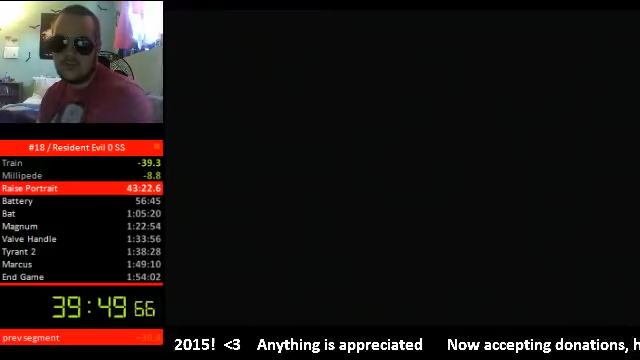 #18 / Resident Evil 0 SS
Train -39.3
Millipede -8.8
Raise Portrait 43:22.6
Battery 56:45
Bat 1:05:20
Magnum 1:22:54
Valve Handle 1:33:56
Tyrant 2 1:38:28
Marcus 1:49:10
End Game 1:54:02
39:49 66
prev segment
2015! <3 Anything is appreciated Now accepting donations, h